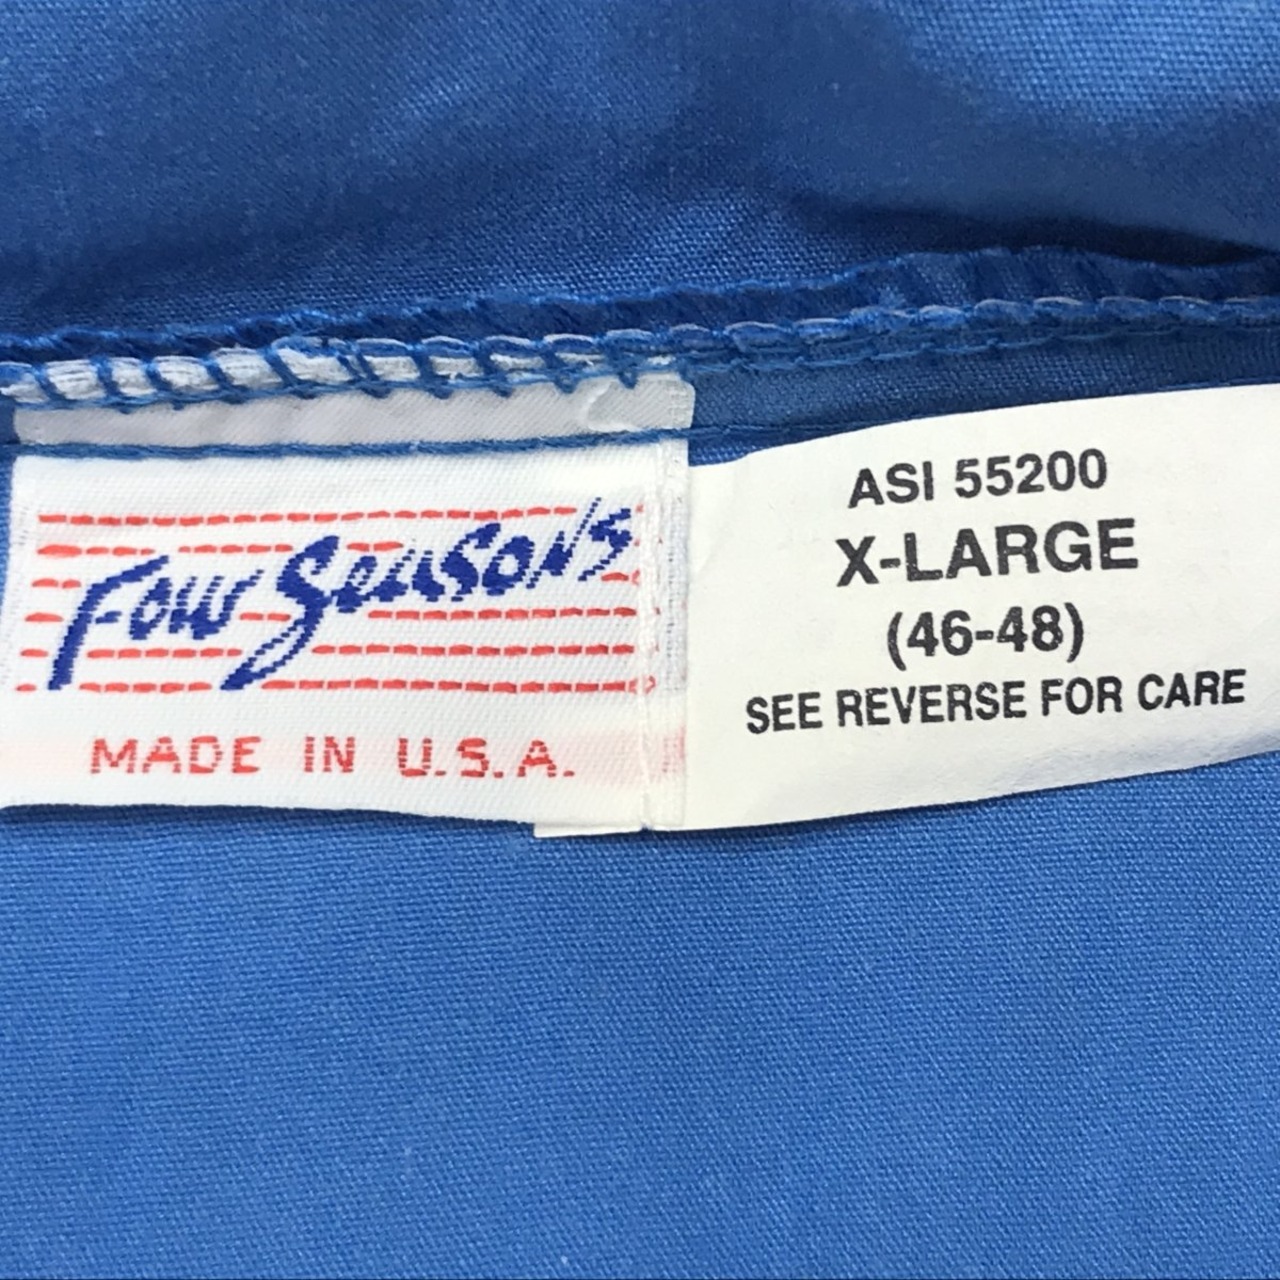 Four Seasons
MADE IN U.S.A.
ASI 55200
X-LARGE
(46-48)
SEE REVERSE FOR CARE